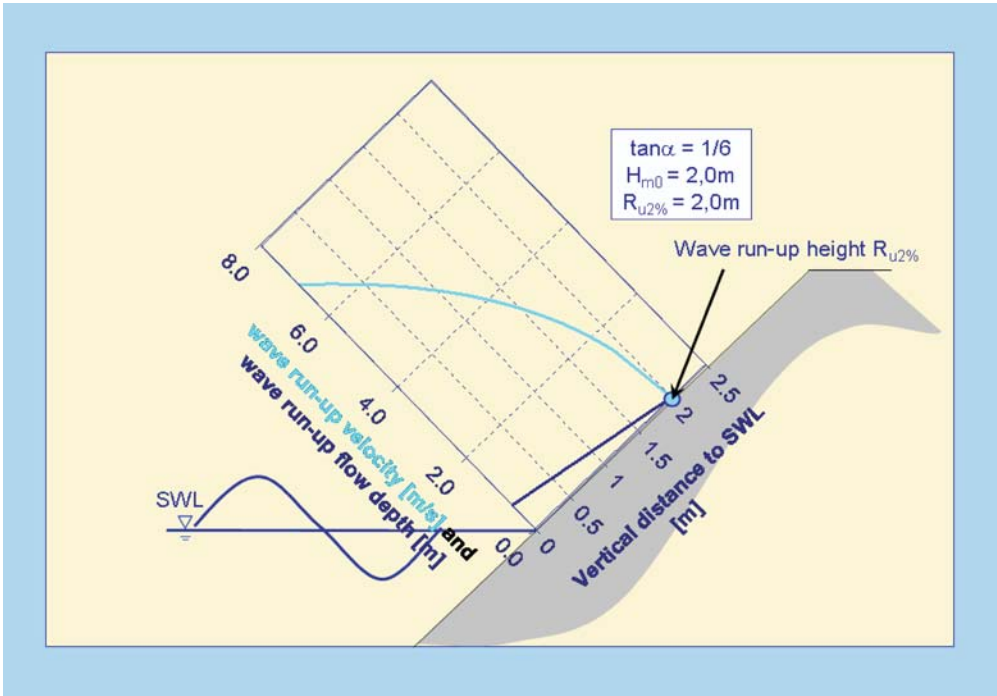 tanα = 1/6
Hm0 = 2,0m
Ru2% = 2,0m
Wave run-up height Ru2%
8.0
6.0
4.0
2.0
0.0
wave run-up velocity [m/s] and
wave run-up flow depth [m]
SWL
0
0.5
1
1.5
2
2.5
Vertical distance to SWL
[m]